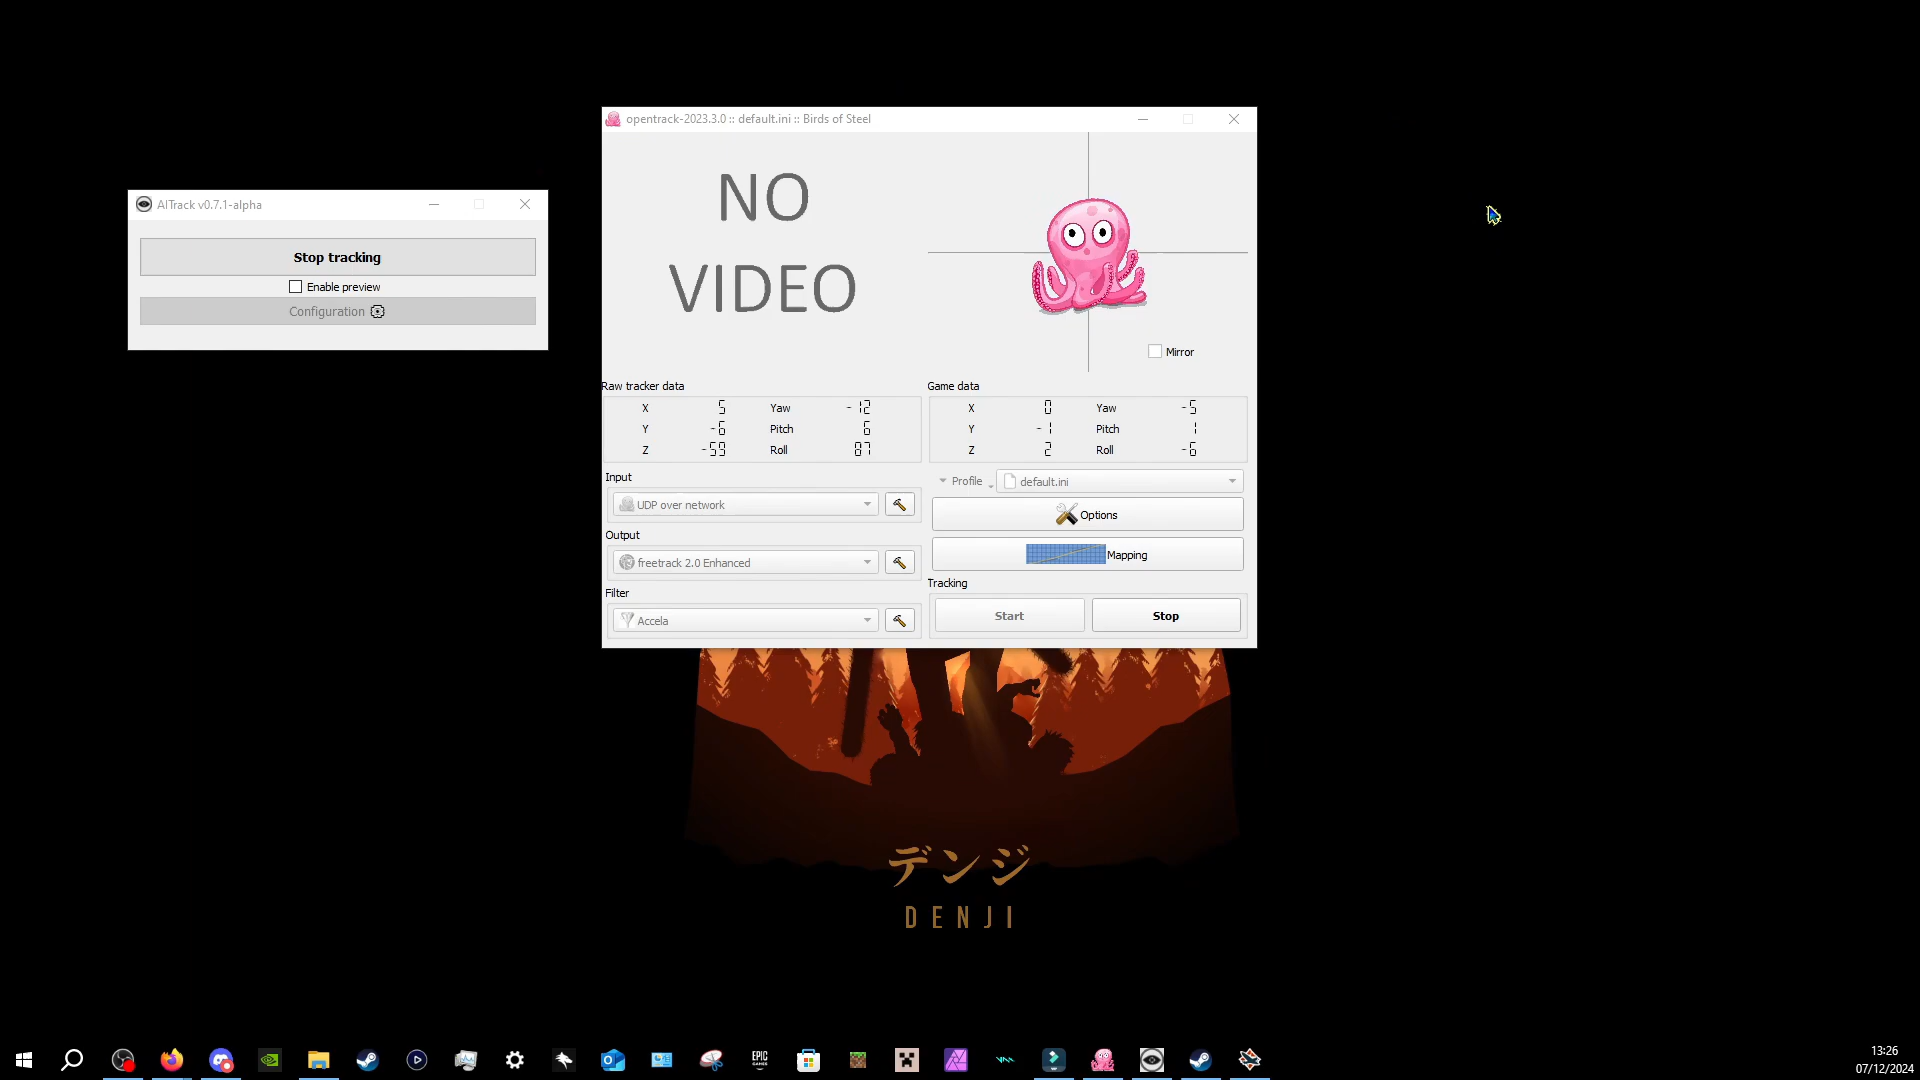 opentrack-2023.3.0 :: default.ini :: Birds of Steel
NO
VIDEO
AITrack v0.7.1-alpha
Stop tracking
Enable preview
Configuration
Mirror
Raw tracker data
X 5 Yaw -12
Y -6 Pitch 6
Z -59 Roll 87
Game data
X 0 Yaw -5
Y -1 Pitch 1
Z 2 Roll -6
Input
UDP over network
Output
freetrack 2.0 Enhanced
Filter
Accela
Profile default.ini
Options
Mapping
Tracking
Start Stop
デンジ
DENJI
EPIC
GAMES
13:26
07/12/2024